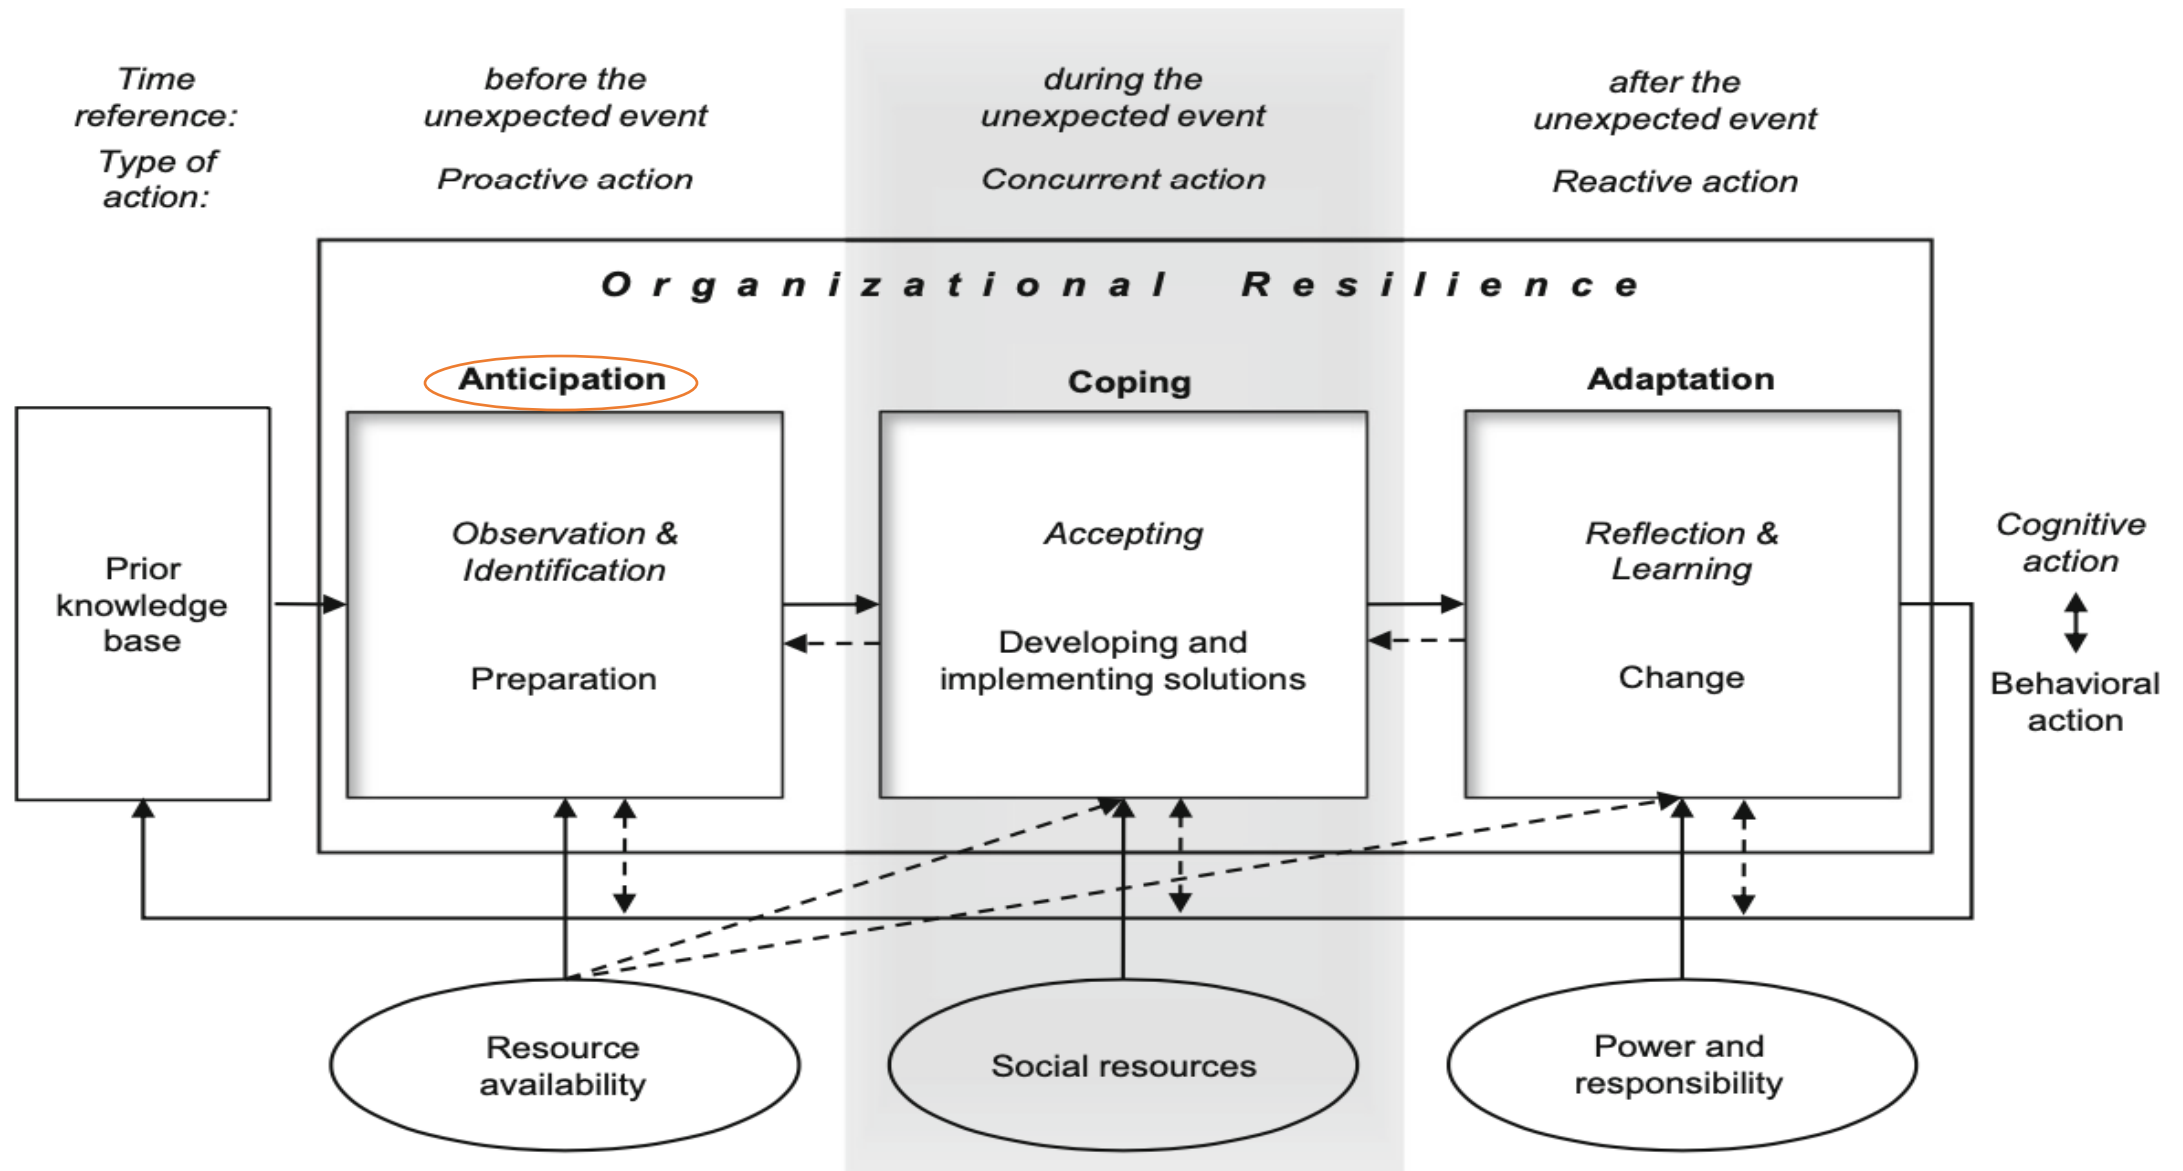 Time
reference:
before the
unexpected event
during the
unexpected event
after the
unexpected event
Type of
action:
Proactive action
Concurrent action
Reactive action
Organizational Resilience
Anticipation
Coping
Adaptation
Prior
knowledge
base
Observation &
Identification
Preparation
Accepting
Developing and
implementing solutions
Reflection &
Learning
Change
Cognitive
action
Behavioral
action
Resource
availability
Social resources
Power and
responsibility